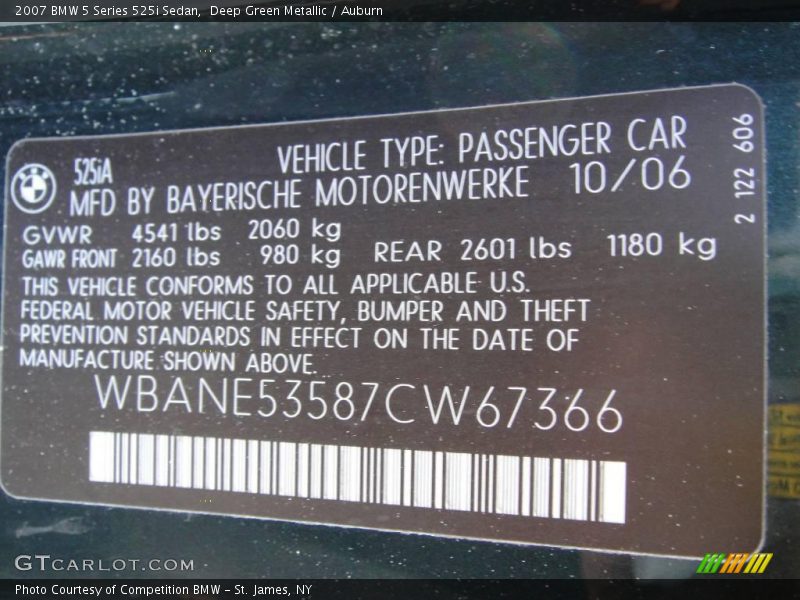 2007 BMW 5 Series 525i Sedan,  Deep Green Metallic / Auburn
525iA
VEHICLE TYPE: PASSENGER CAR
MFD BY BAYERISCHE MOTORENWERKE 10/06
GVWR 4541 lbs 2060 kg
GAWR FRONT 2160 lbs 980 kg REAR 2601 lbs 1180 kg
THIS VEHICLE CONFORMS TO ALL APPLICABLE U.S.
FEDERAL MOTOR VEHICLE SAFETY, BUMPER AND THEFT
PREVENTION STANDARDS IN EFFECT ON THE DATE OF
MANUFACTURE SHOWN ABOVE.
WBANE53587CW67366
2 122 606
GTCARLOT.COM
Photo Courtesy of Competition BMW – St. James, NY